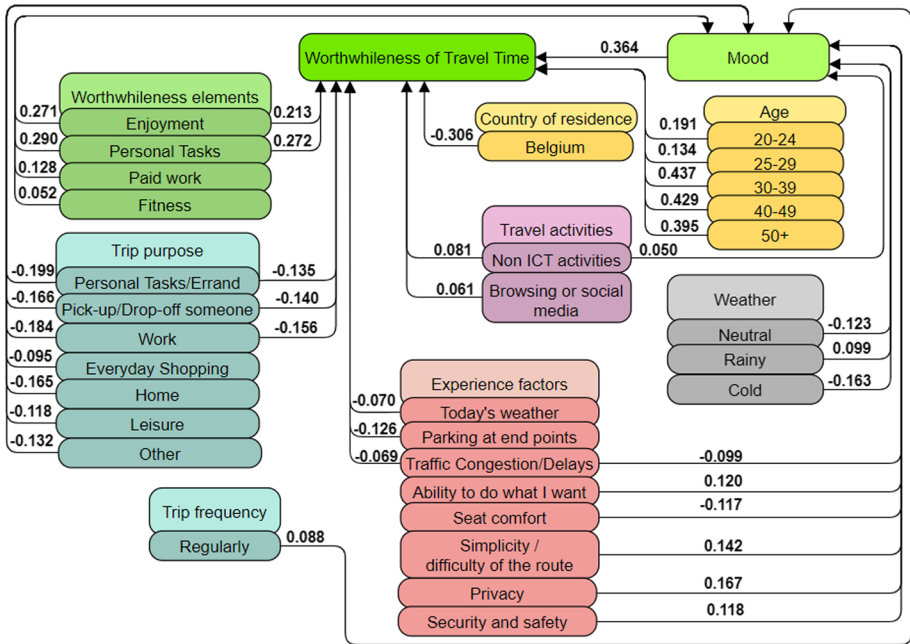 Worthwhileness of Travel Time
0.364
Mood
Worthwhileness elements
0.271
Enjoyment
0.213
0.290
Personal Tasks
0.272
0.128
Paid work
0.052
Fitness
Country of residence
-0.306
Belgium
Age
0.191
20-24
0.134
25-29
0.437
30-39
0.429
40-49
0.395
50+
Travel activities
0.081
Non ICT activities
0.050
0.061
Browsing or social
media
Trip purpose
-0.199
Personal Tasks/Errand
-0.135
-0.166
Pick-up/Drop-off someone
-0.140
-0.184
Work
-0.156
-0.095
Everyday Shopping
-0.165
Home
-0.118
Leisure
-0.132
Other
Weather
Neutral
-0.123
Rainy
0.099
Cold
-0.163
Experience factors
-0.070
Today's weather
-0.126
Parking at end points
-0.069
Traffic Congestion/Delays
-0.099
Ability to do what I want
0.120
Seat comfort
-0.117
Simplicity /
difficulty of the route
0.142
Privacy
0.167
Security and safety
0.118
Trip frequency
Regularly
0.088